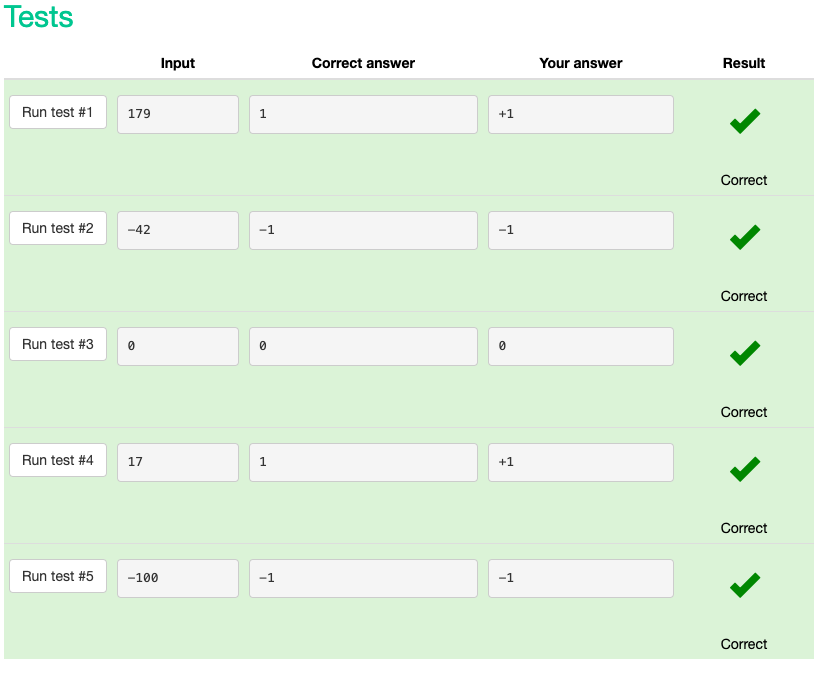 Tests
Input Correct answer Your answer Result
Run test #1 179 1 +1
Correct
Run test #2 -42 -1 -1
Correct
Run test #3 0 0 0
Correct
Run test #4 17 1 +1
Correct
Run test #5 -100 -1 -1
Correct